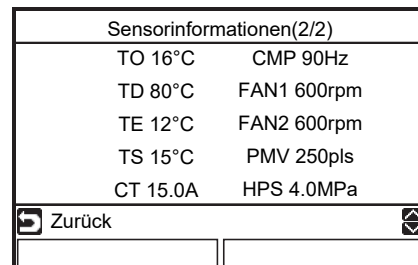 Sensorinformationen(2/2)
TO 16°C CMP 90Hz
TD 80°C FAN1 600rpm
TE 12°C FAN2 600rpm
TS 15°C PMV 250pls
CT 15.0A HPS 4.0MPa
Zurück